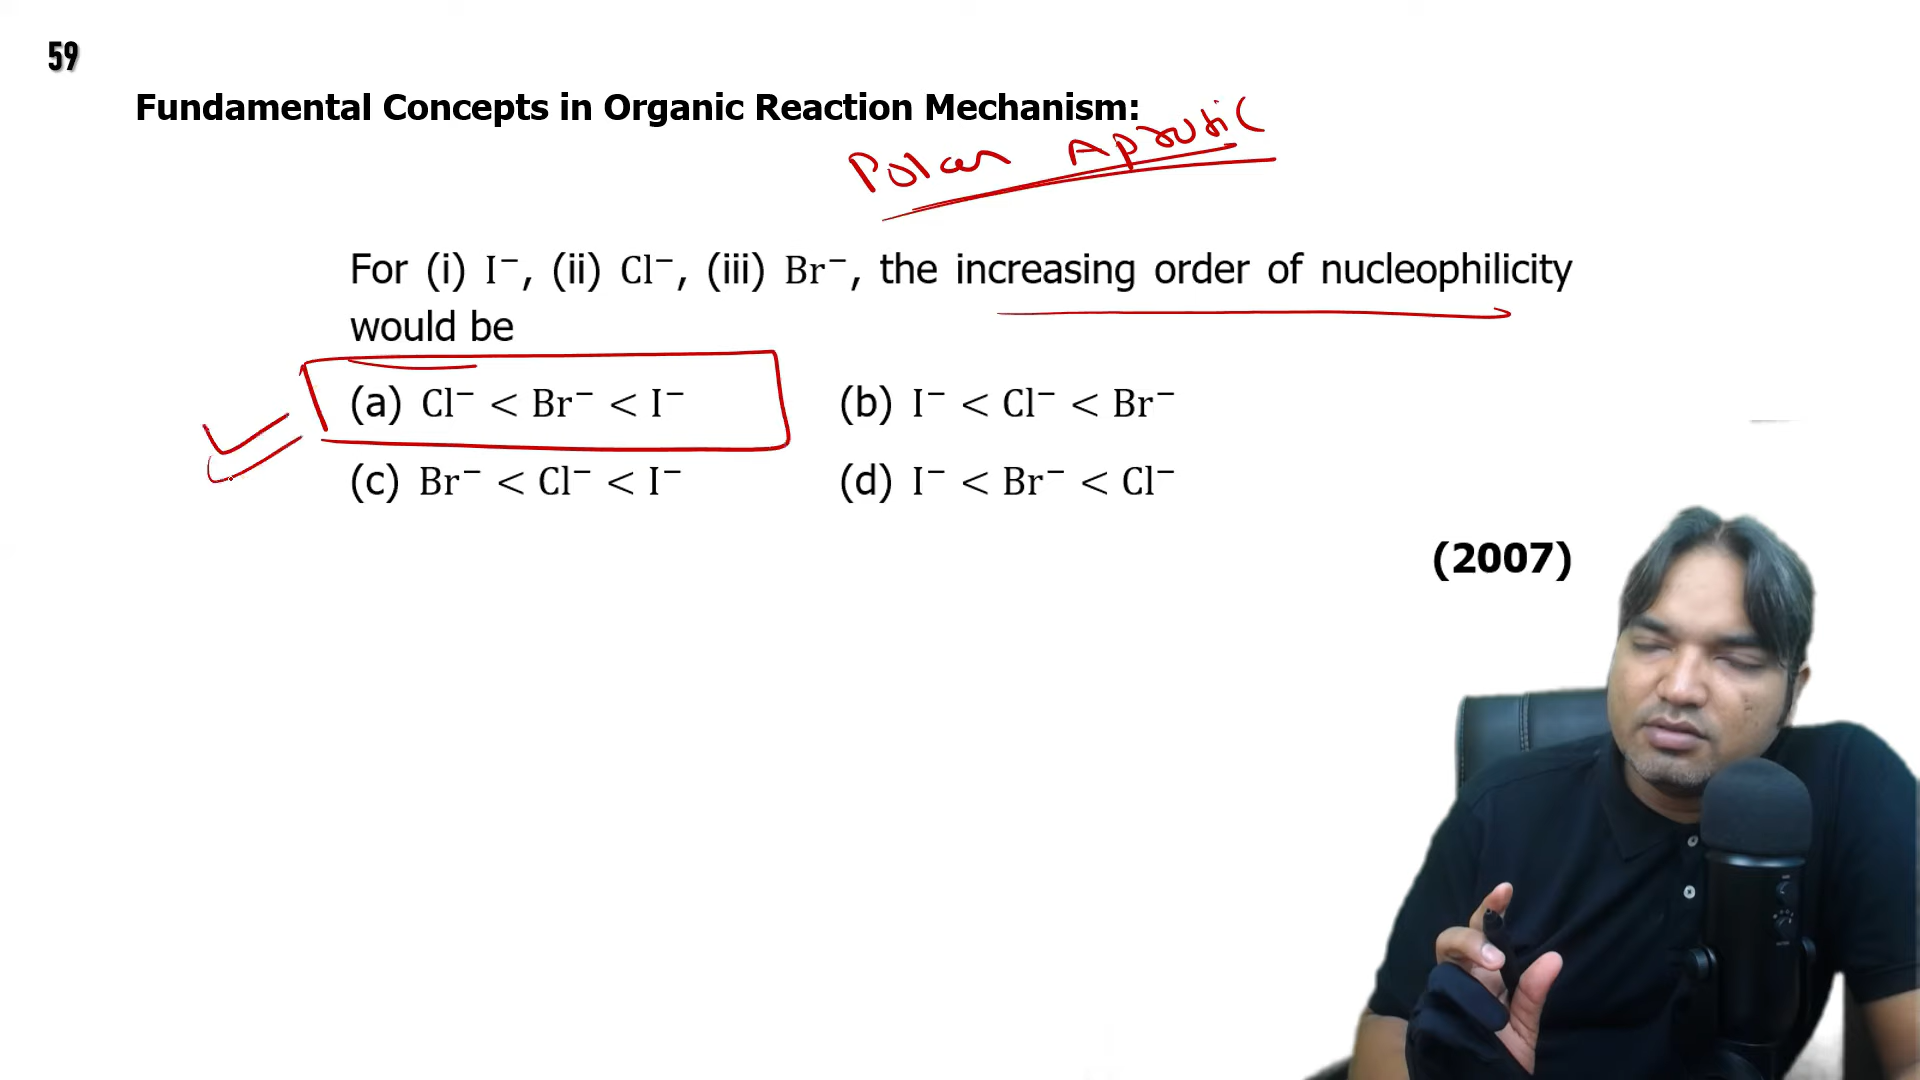 59
Fundamental Concepts in Organic Reaction Mechanism:
Polar Aprotic
For (i) I⁻, (ii) Cl⁻, (iii) Br⁻, the increasing order of nucleophilicity
would be
(a) Cl⁻ < Br⁻ < I⁻ (b) I⁻ < Cl⁻ < Br⁻
(c) Br⁻ < Cl⁻ < I⁻ (d) I⁻ < Br⁻ < Cl⁻
(2007)